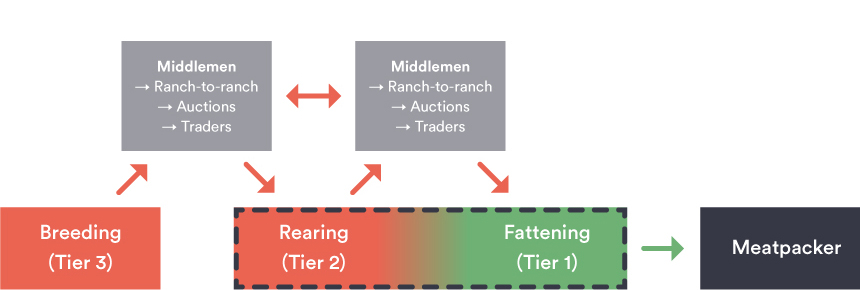 Middlemen
→ Ranch-to-ranch
→ Auctions
→ Traders
Middlemen
→ Ranch-to-ranch
→ Auctions
→ Traders
Breeding
(Tier 3)
Rearing
(Tier 2)
Fattening
(Tier 1)
Meatpacker